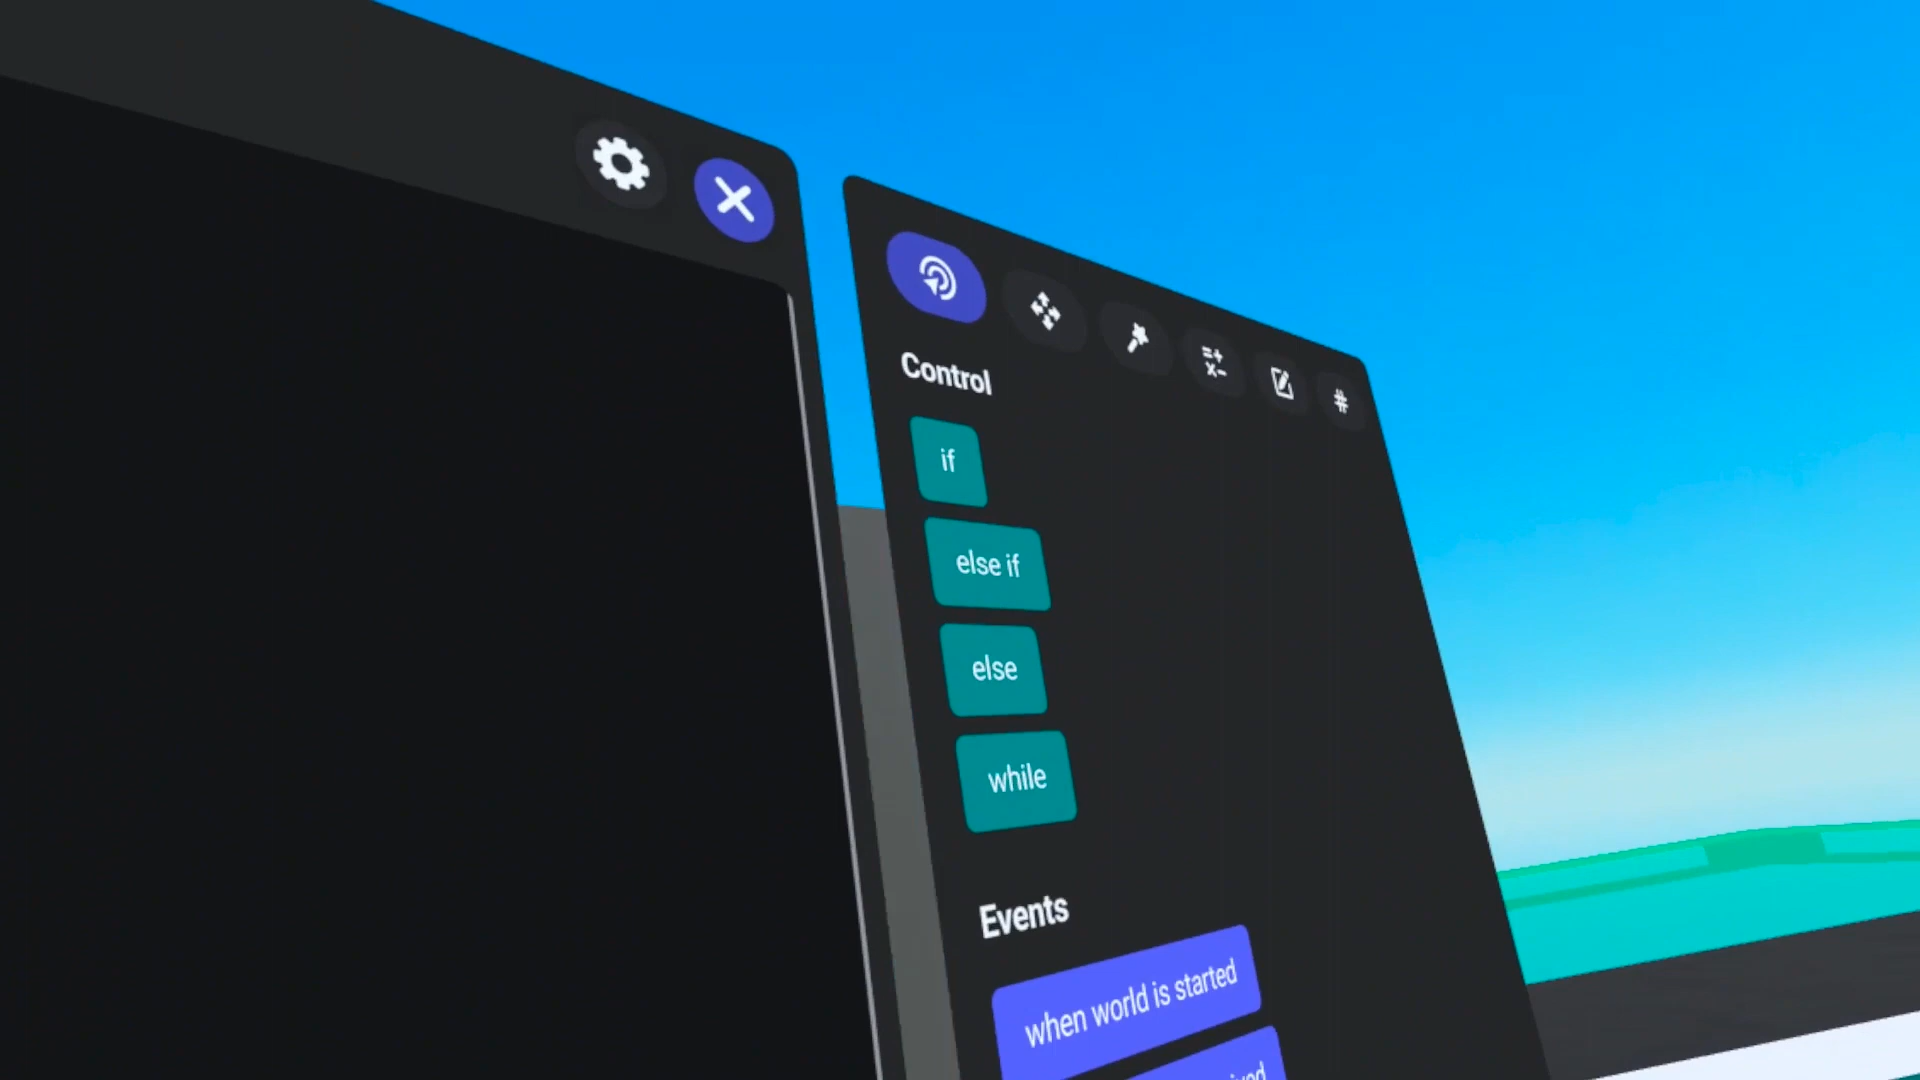 Control
if
else if
else
while
Events
when world is started